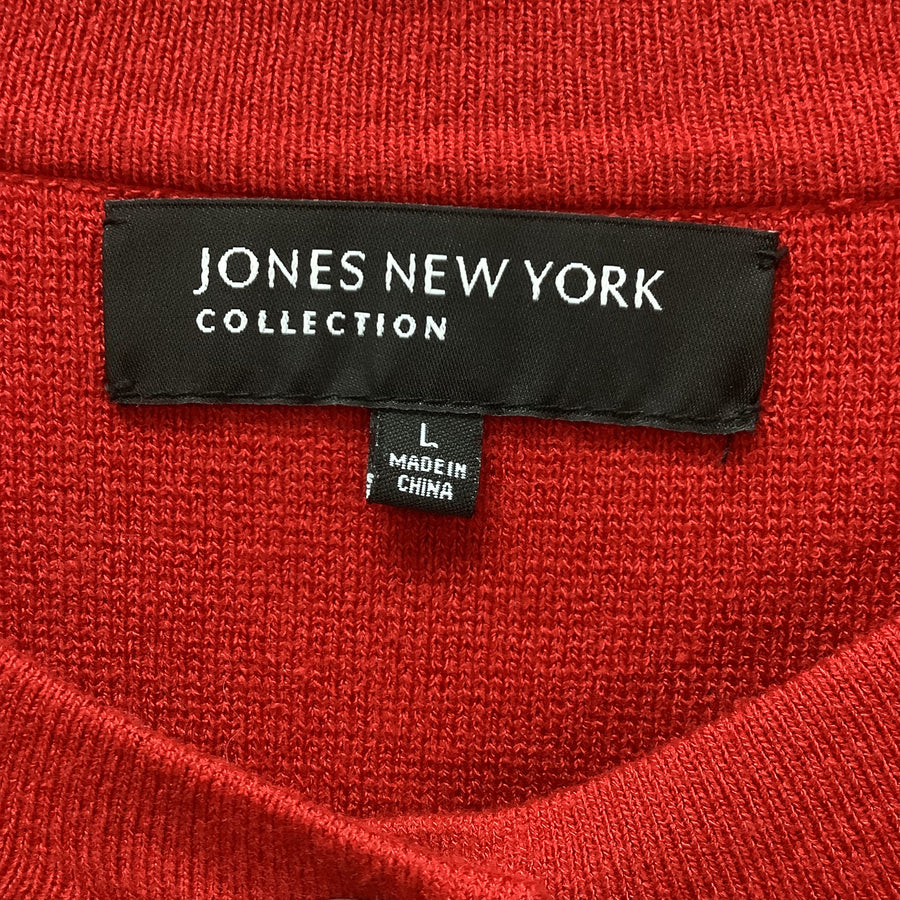 JONES NEW YORK
COLLECTION
L
MADE IN
CHINA